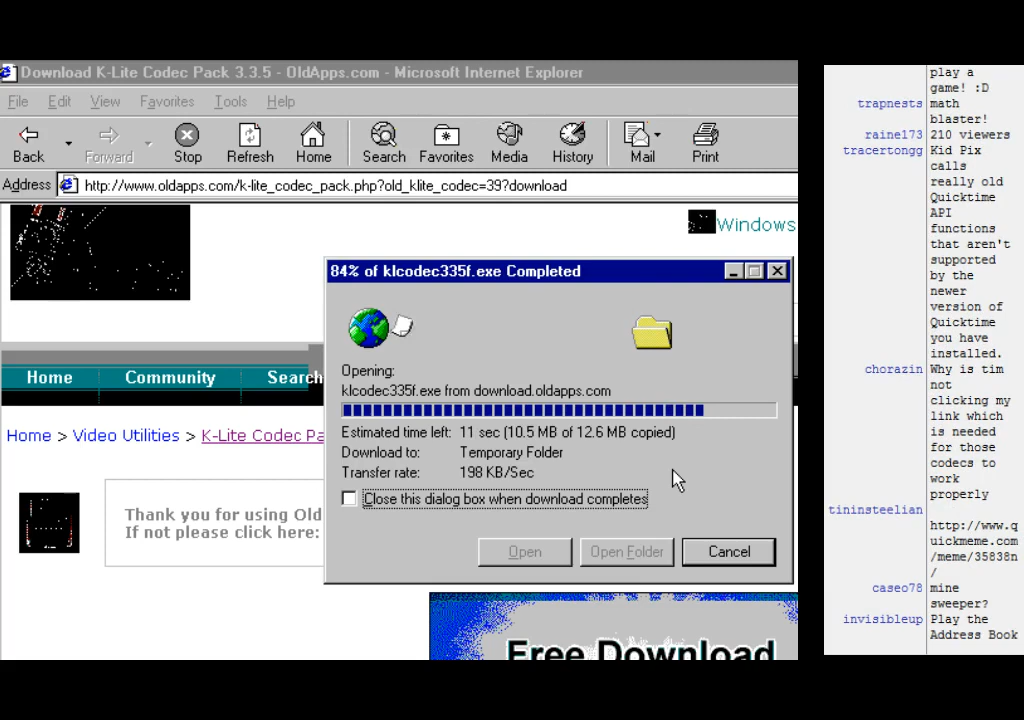 Download K-Lite Codec Pack 3.3.5 - OldApps.com - Microsoft Internet Explorer
File Edit View Favorites Tools Help
Back Forward Stop Refresh Home Search Favorites Media History Mail Print
Address http://www.oldapps.com/k-lite_codec_pack.php?old_klite_codec=39?download
Windows
84% of klcodec335f.exe Completed
Opening:
klcodec335f.exe from download.oldapps.com
Estimated time left: 11 sec (10.5 MB of 12.6 MB copied)
Download to: Temporary Folder
Transfer rate: 198 KB/Sec
Close this dialog box when download completes
Open Open Folder Cancel
Home Community Search
Home > Video Utilities > K-Lite Codec Pa
Thank you for using Old
If not please click here:
Free Download
play a
game! :D
trapnests math
blaster!
raine173 210 viewers
tracertongg Kid Pix
calls
really old
Quicktime
API
functions
that aren't
supported
by the
newer
version of
Quicktime
you have
installed.
chorazin Why is tim
not
clicking my
link which
is needed
for those
codecs to
work
properly
tininsteelian
http://www.q
uickmeme.com
/meme/35838n
/
caseo78 mine
sweeper?
invisibleup Play the
Address Book